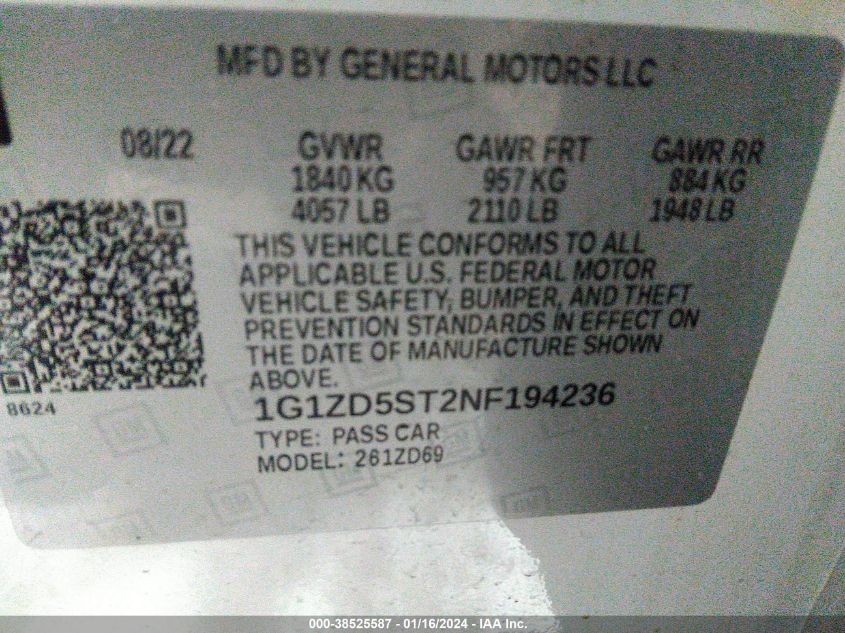 MFD BY GENERAL MOTORS LLC
08/22 GVWR GAWR FRT GAWR RR
1840 KG 957 KG 884 KG
4057 LB 2110 LB 1948 LB
THIS VEHICLE CONFORMS TO ALL
APPLICABLE U.S. FEDERAL MOTOR
VEHICLE SAFETY, BUMPER, AND THEFT
PREVENTION STANDARDS IN EFFECT ON
THE DATE OF MANUFACTURE SHOWN
ABOVE.
8624
1G1ZD5ST2NF194236
TYPE: PASS CAR
MODEL: 261ZD69
GM
GM
GM
000-38525587 - 01/16/2024 - IAA Inc.